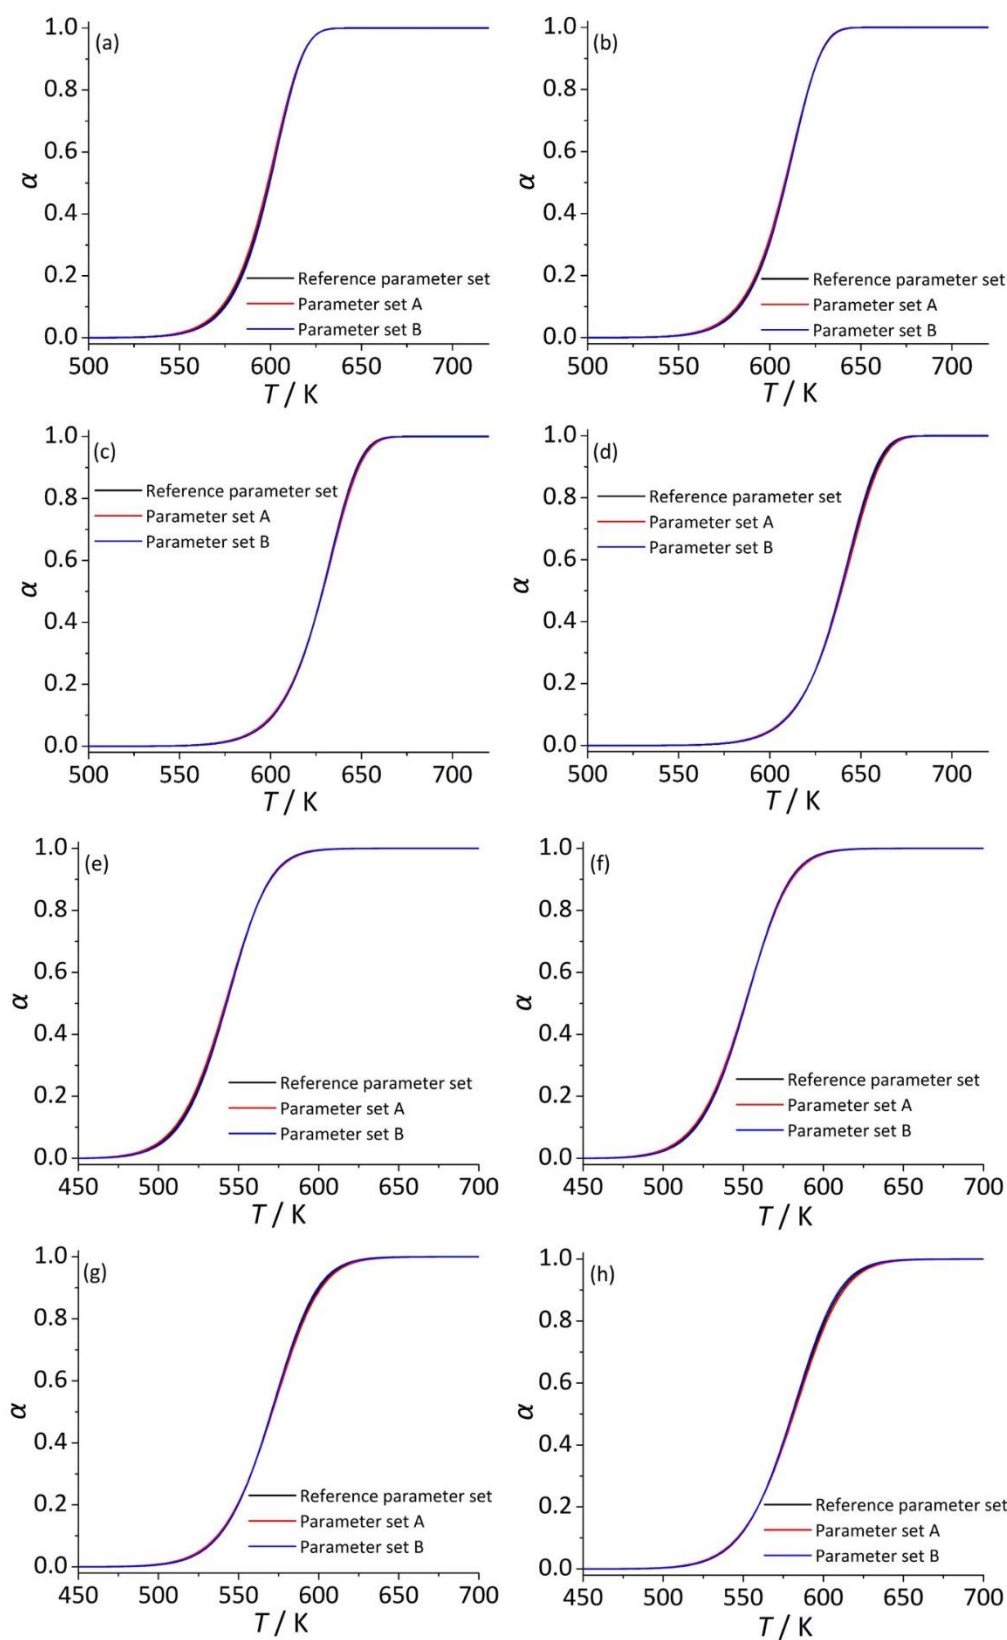 (a)
1.0
0.8
0.6
0.4
0.2
0.0
α
Reference parameter set
Parameter set A
Parameter set B
500 550 600 650 700
T / K
(b)
1.0
0.8
0.6
0.4
0.2
0.0
α
Reference parameter set
Parameter set A
Parameter set B
500 550 600 650 700
T / K
(c)
1.0
0.8
0.6
0.4
0.2
0.0
α
Reference parameter set
Parameter set A
Parameter set B
500 550 600 650 700
T / K
(d)
1.0
0.8
0.6
0.4
0.2
0.0
α
Reference parameter set
Parameter set A
Parameter set B
500 550 600 650 700
T / K
(e)
1.0
0.8
0.6
0.4
0.2
0.0
α
Reference parameter set
Parameter set A
Parameter set B
450 500 550 600 650 700
T / K
(f)
1.0
0.8
0.6
0.4
0.2
0.0
α
Reference parameter set
Parameter set A
Parameter set B
450 500 550 600 650 700
T / K
(g)
1.0
0.8
0.6
0.4
0.2
0.0
α
Reference parameter set
Parameter set A
Parameter set B
450 500 550 600 650 700
T / K
(h)
1.0
0.8
0.6
0.4
0.2
0.0
α
Reference parameter set
Parameter set A
Parameter set B
450 500 550 600 650 700
T / K